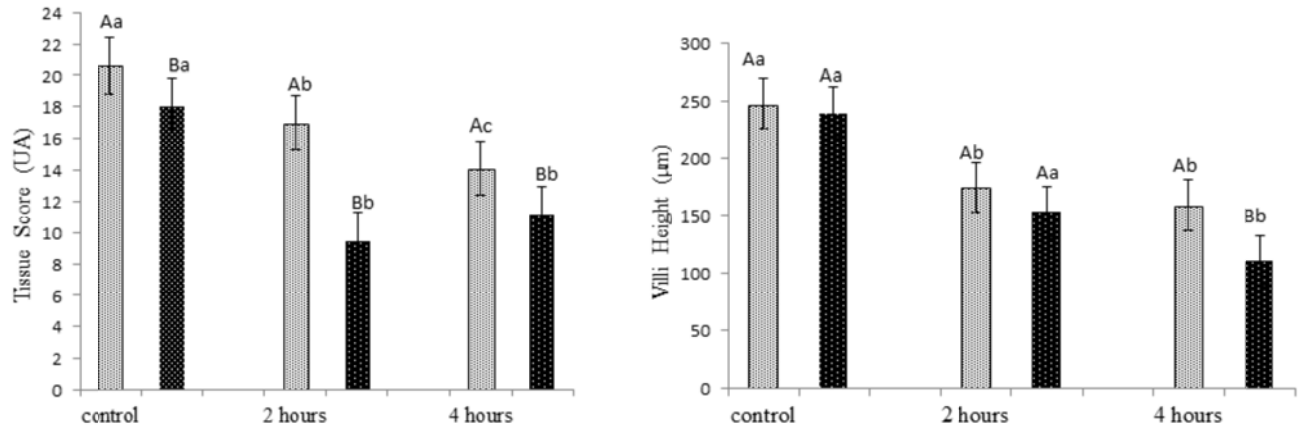 24
22
20
18
16
14
12
10
8
6
4
2
0
Tissue Score (UA)
Aa
Ba
Ab
Bb
Ac
Bb
control
2 hours
4 hours
300
250
200
150
100
50
0
Villi Height (µm)
Aa
Aa
Ab
Aa
Ab
Bb
control
2 hours
4 hours